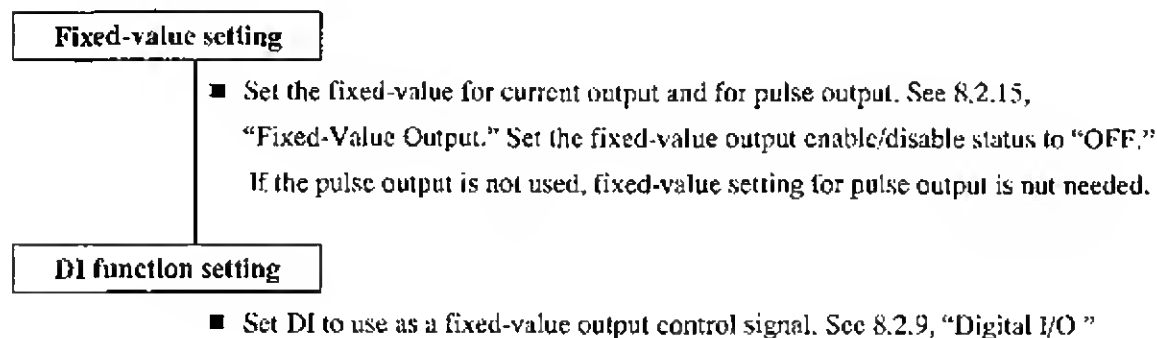 Fixed-value setting
■ Set the fixed-value for current output and for pulse output. See 8.2.15,
“Fixed-Value Output.” Set the fixed-value output enable/disable status to “OFF.”
If the pulse output is not used, fixed-value setting for pulse output is not needed.
DI function setting
■ Set DI to use as a fixed-value output control signal. See 8.2.9, “Digital I/O ”